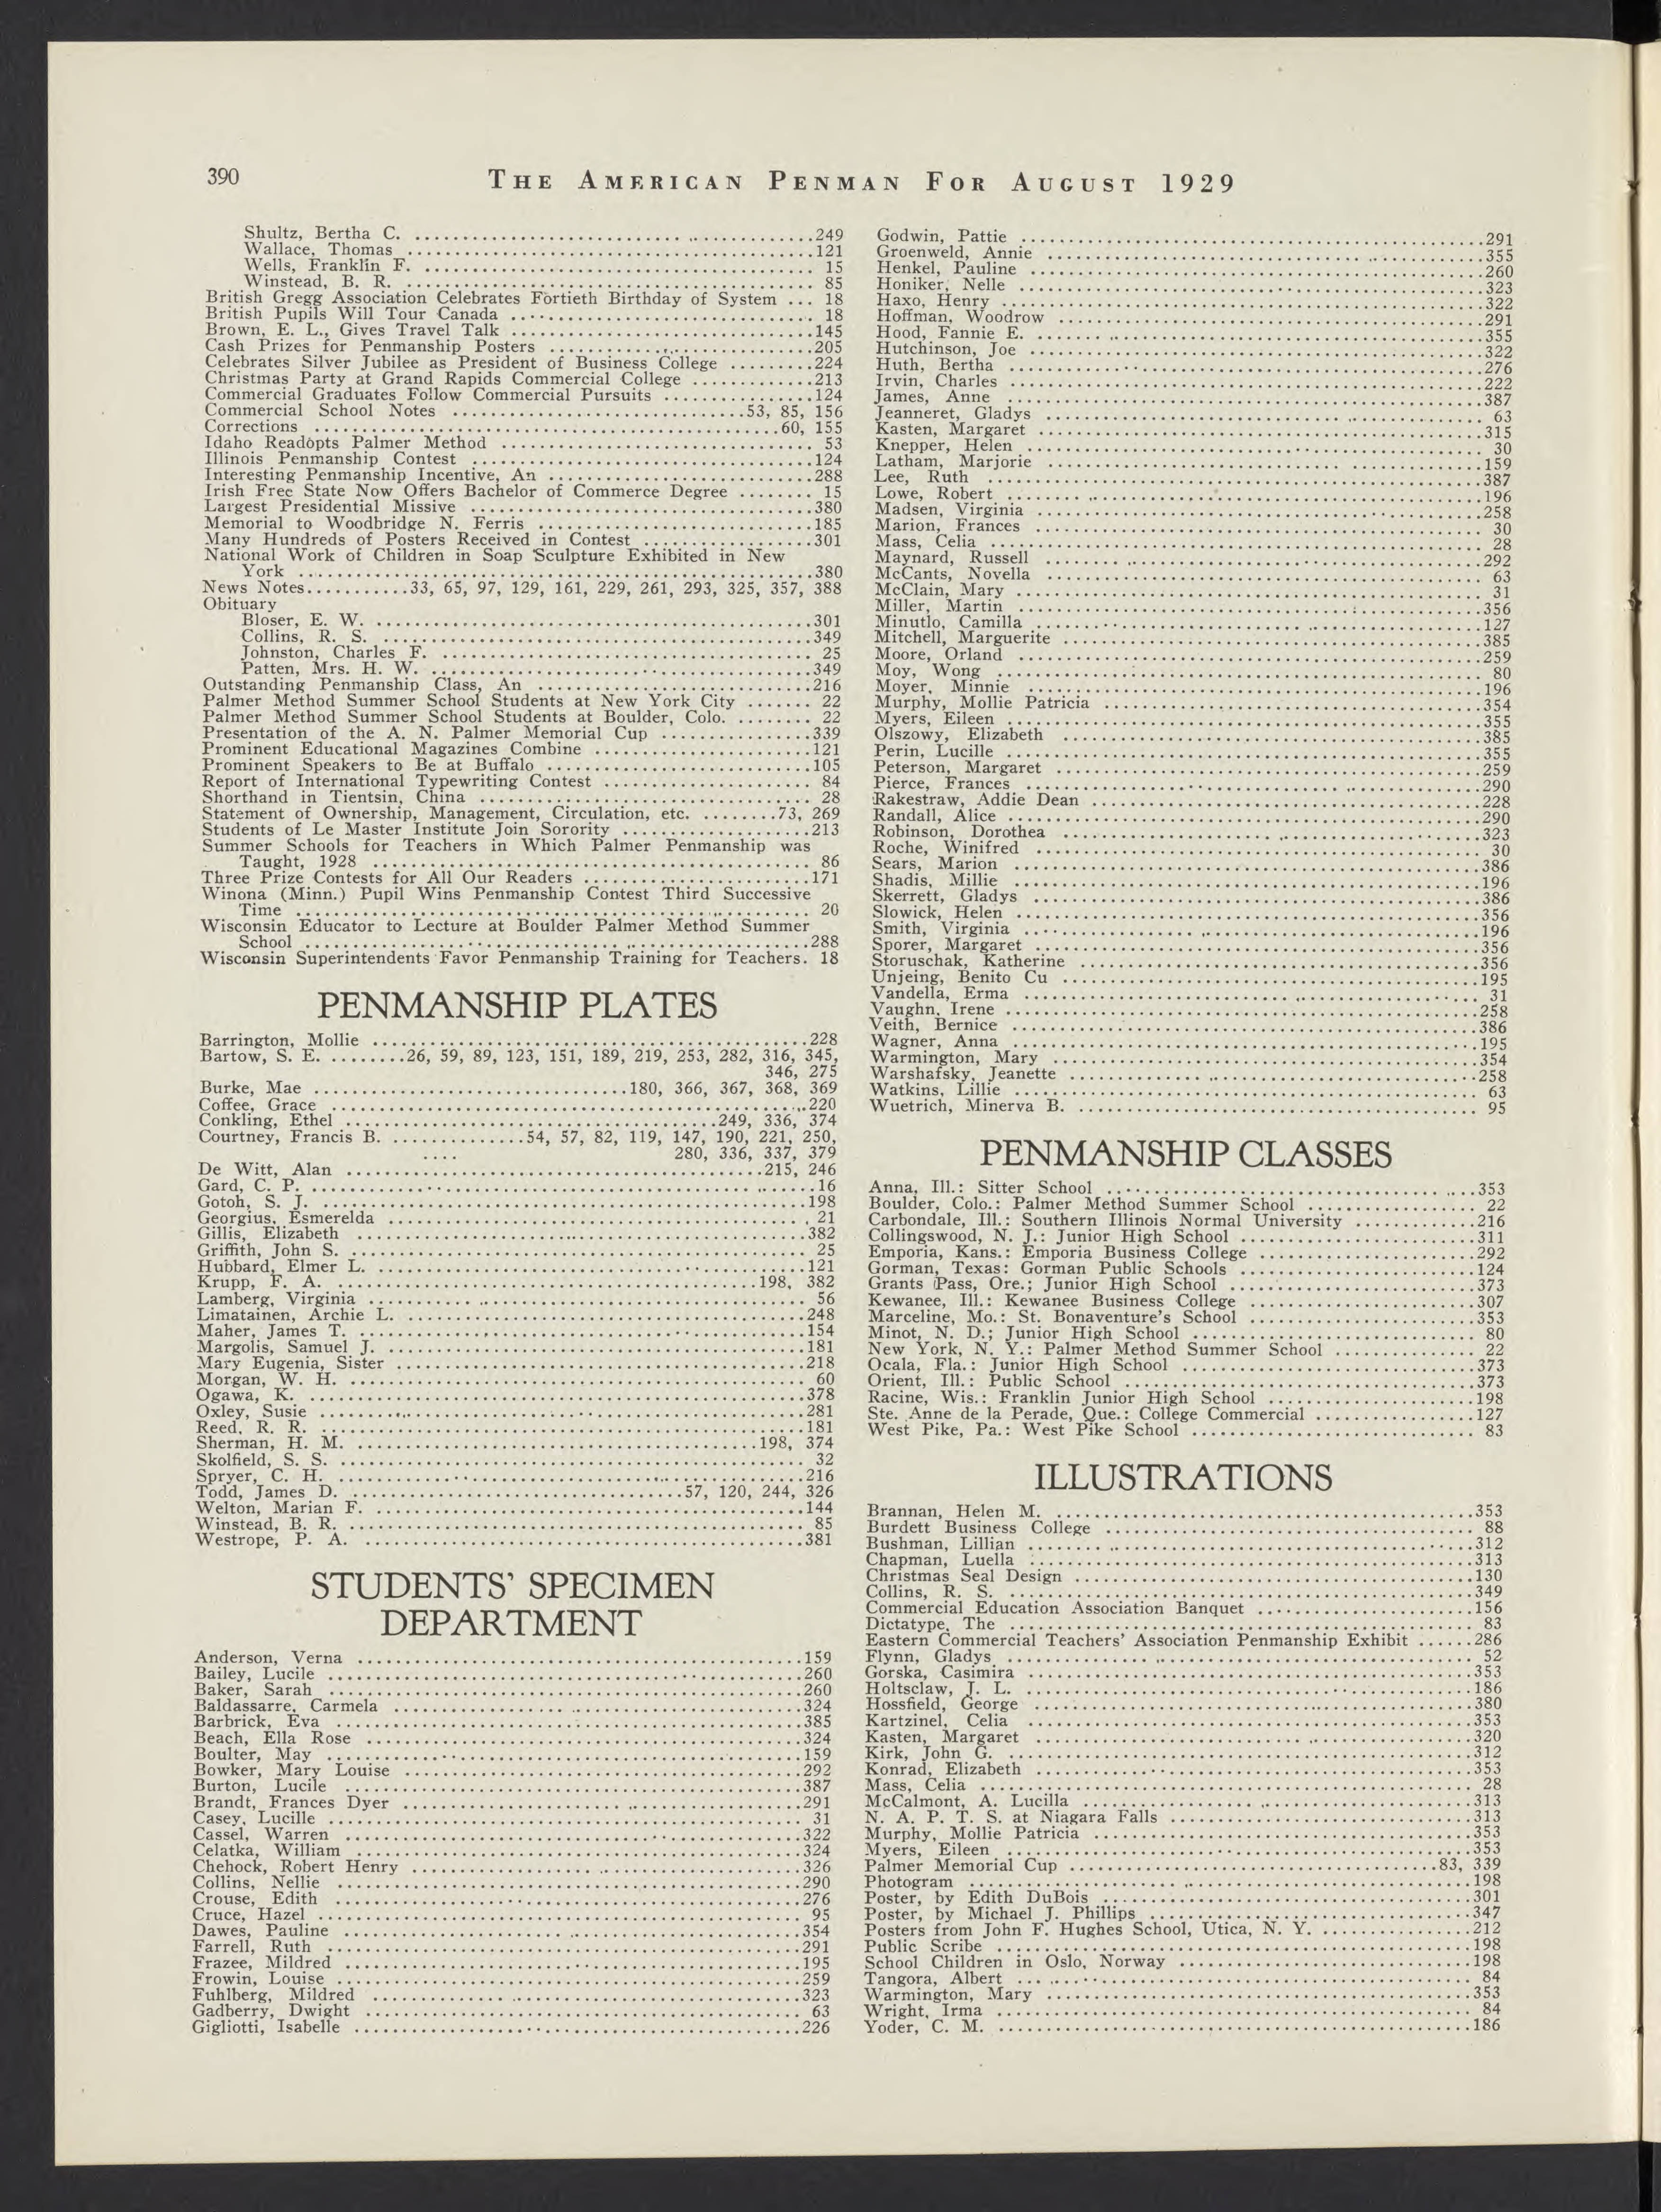 390
THE AMERICAN PENMAN FOR AUGUST 1929
Shultz, Bertha C. ..... 249
Wallace, Thomas ..... 121
Wells, Franklin F. ..... 15
Winstead, B. R. ..... 85
British Gregg Association Celebrates Fortieth Birthday of System ... 18
British Pupils Will Tour Canada ..... 18
Brown, E. L., Gives Travel Talk ..... 145
Cash Prizes for Penmanship Posters ..... 205
Celebrates Silver Jubilee as President of Business College ..... 224
Christmas Party at Grand Rapids Commercial College ..... 213
Commercial Graduates Follow Commercial Pursuits ..... 124
Commercial School Notes ..... 53, 85, 156
Corrections ..... 60, 155
Idaho Readopts Palmer Method ..... 53
Illinois Penmanship Contest ..... 124
Interesting Penmanship Incentive, An ..... 288
Irish Free State Now Offers Bachelor of Commerce Degree ..... 15
Largest Presidential Missive ..... 380
Memorial to Woodbridge N. Ferris ..... 185
Many Hundreds of Posters Received in Contest ..... 301
National Work of Children in Soap Sculpture Exhibited in New
York ..... 380
News Notes ..... 33, 65, 97, 129, 161, 229, 261, 293, 325, 357, 388
Obituary
Bloser, E. W. ..... 301
Collins, R. S. ..... 349
Johnston, Charles F. ..... 25
Patten, Mrs. H. W. ..... 349
Outstanding Penmanship Class, An ..... 216
Palmer Method Summer School Students at New York City ..... 22
Palmer Method Summer School Students at Boulder, Colo. ..... 22
Presentation of the A. N. Palmer Memorial Cup ..... 339
Prominent Educational Magazines Combine ..... 121
Prominent Speakers to Be at Buffalo ..... 105
Report of International Typewriting Contest ..... 84
Shorthand in Tientsin, China ..... 28
Statement of Ownership, Management, Circulation, etc. ..... 73, 269
Students of Le Master Institute Join Sorority ..... 213
Summer Schools for Teachers in Which Palmer Penmanship was
Taught, 1928 ..... 86
Three Prize Contests for All Our Readers ..... 171
Winona (Minn.) Pupil Wins Penmanship Contest Third Successive
Time ..... 20
Wisconsin Educator to Lecture at Boulder Palmer Method Summer
School ..... 288
Wisconsin Superintendents Favor Penmanship Training for Teachers. 18
PENMANSHIP PLATES
Barrington, Mollie ..... 228
Bartow, S. E. ..... 26, 59, 89, 123, 151, 189, 219, 253, 282, 316, 345,
346, 275
Burke, Mae ..... 180, 366, 367, 368, 369
Coffee, Grace ..... 220
Conkling, Ethel ..... 249, 336, 374
Courtney, Francis B. ..... 54, 57, 82, 119, 147, 190, 221, 250,
.... 280, 336, 337, 379
De Witt, Alan ..... 215, 246
Gard, C. P. ..... 16
Gotoh, S. J. ..... 198
Georgius, Esmerelda ..... 21
Gillis, Elizabeth ..... 382
Griffith, John S. ..... 25
Hubbard, Elmer L. ..... 121
Krupp, F. A. ..... 198, 382
Lamberg, Virginia ..... 56
Limatainen, Archie L. ..... 248
Maher, James T. ..... 154
Margolis, Samuel J. ..... 181
Mary Eugenia, Sister ..... 218
Morgan, W. H. ..... 60
Ogawa, K. ..... 378
Oxley, Susie ..... 281
Reed, R. R. ..... 181
Sherman, H. M. ..... 198, 374
Skolfield, S. S. ..... 32
Spryer, C. H. ..... 216
Todd, James D. ..... 57, 120, 244, 326
Welton, Marian F. ..... 144
Winstead, B. R. ..... 85
Westrope, P. A. ..... 381
STUDENTS' SPECIMEN
DEPARTMENT
Anderson, Verna ..... 159
Bailey, Lucile ..... 260
Baker, Sarah ..... 260
Baldassarre, Carmela ..... 324
Barbrick, Eva ..... 385
Beach, Ella Rose ..... 324
Boulter, May ..... 159
Bowker, Mary Louise ..... 292
Burton, Lucile ..... 387
Brandt, Frances Dyer ..... 291
Casey, Lucille ..... 31
Cassel, Warren ..... 322
Celatka, William ..... 324
Chehock, Robert Henry ..... 326
Collins, Nellie ..... 290
Crouse, Edith ..... 276
Cruce, Hazel ..... 95
Dawes, Pauline ..... 354
Farrell, Ruth ..... 291
Frazee, Mildred ..... 195
Frowin, Louise ..... 259
Fuhlberg, Mildred ..... 323
Gadberry, Dwight ..... 63
Gigliotti, Isabelle ..... 226
Godwin, Pattie ..... 291
Groenweld, Annie ..... 355
Henkel, Pauline ..... 260
Honiker, Nelle ..... 323
Haxo, Henry ..... 322
Hoffman, Woodrow ..... 291
Hood, Fannie E. ..... 355
Hutchinson, Joe ..... 322
Huth, Bertha ..... 276
Irvin, Charles ..... 222
James, Anne ..... 387
Jeanneret, Gladys ..... 63
Kasten, Margaret ..... 315
Knepper, Helen ..... 30
Latham, Marjorie ..... 159
Lee, Ruth ..... 387
Lowe, Robert ..... 196
Madsen, Virginia ..... 258
Marion, Frances ..... 30
Mass, Celia ..... 28
Maynard, Russell ..... 292
McCants, Novella ..... 63
McClain, Mary ..... 31
Miller, Martin ..... 356
Minutlo, Camilla ..... 127
Mitchell, Marguerite ..... 385
Moore, Orland ..... 259
Moy, Wong ..... 80
Moyer, Minnie ..... 196
Murphy, Mollie Patricia ..... 354
Myers, Eileen ..... 355
Olszowy, Elizabeth ..... 385
Perin, Lucille ..... 355
Peterson, Margaret ..... 259
Pierce, Frances ..... 290
Rakestraw, Addie Dean ..... 228
Randall, Alice ..... 290
Robinson, Dorothea ..... 323
Roche, Winifred ..... 30
Sears, Marion ..... 386
Shadis, Millie ..... 196
Skerrett, Gladys ..... 386
Slowick, Helen ..... 356
Smith, Virginia ..... 196
Sporer, Margaret ..... 356
Storuschak, Katherine ..... 356
Unjeing, Benito Cu ..... 195
Vandella, Erma ..... 31
Vaughn, Irene ..... 258
Veith, Bernice ..... 386
Wagner, Anna ..... 195
Warmington, Mary ..... 354
Warshafsky, Jeanette ..... 258
Watkins, Lillie ..... 63
Wuetrich, Minerva B. ..... 95
PENMANSHIP CLASSES
Anna, Ill.: Sitter School ..... 353
Boulder, Colo.: Palmer Method Summer School ..... 22
Carbondale, Ill.: Southern Illinois Normal University ..... 216
Collingswood, N. J.: Junior High School ..... 311
Emporia, Kans.: Emporia Business College ..... 292
Gorman, Texas: Gorman Public Schools ..... 124
Grants Pass, Ore.; Junior High School ..... 373
Kewanee, Ill.: Kewanee Business College ..... 307
Marceline, Mo.: St. Bonaventure's School ..... 353
Minot, N. D.; Junior High School ..... 80
New York, N. Y.: Palmer Method Summer School ..... 22
Ocala, Fla.: Junior High School ..... 373
Orient, Ill.: Public School ..... 373
Racine, Wis.: Franklin Junior High School ..... 198
Ste. Anne de la Perade, Que.: College Commercial ..... 127
West Pike, Pa.: West Pike School ..... 83
ILLUSTRATIONS
Brannan, Helen M. ..... 353
Burdett Business College ..... 88
Bushman, Lillian ..... 312
Chapman, Luella ..... 313
Christmas Seal Design ..... 130
Collins, R. S. ..... 349
Commercial Education Association Banquet ..... 156
Dictatype, The ..... 83
Eastern Commercial Teachers' Association Penmanship Exhibit ..... 286
Flynn, Gladys ..... 52
Gorska, Casimira ..... 353
Holtsclaw, J. L. ..... 186
Hossfield, George ..... 380
Kartzinel, Celia ..... 353
Kasten, Margaret ..... 320
Kirk, John G. ..... 312
Konrad, Elizabeth ..... 353
Mass, Celia ..... 28
McCalmont, A. Lucilla ..... 313
N. A. P. T. S. at Niagara Falls ..... 313
Murphy, Mollie Patricia ..... 353
Myers, Eileen ..... 353
Palmer Memorial Cup ..... 83, 339
Photogram ..... 198
Poster, by Edith DuBois ..... 301
Poster, by Michael J. Phillips ..... 347
Posters from John F. Hughes School, Utica, N. Y. ..... 212
Public Scribe ..... 198
School Children in Oslo, Norway ..... 198
Tangora, Albert ..... 84
Warmington, Mary ..... 353
Wright, Irma ..... 84
Yoder, C. M. ..... 186